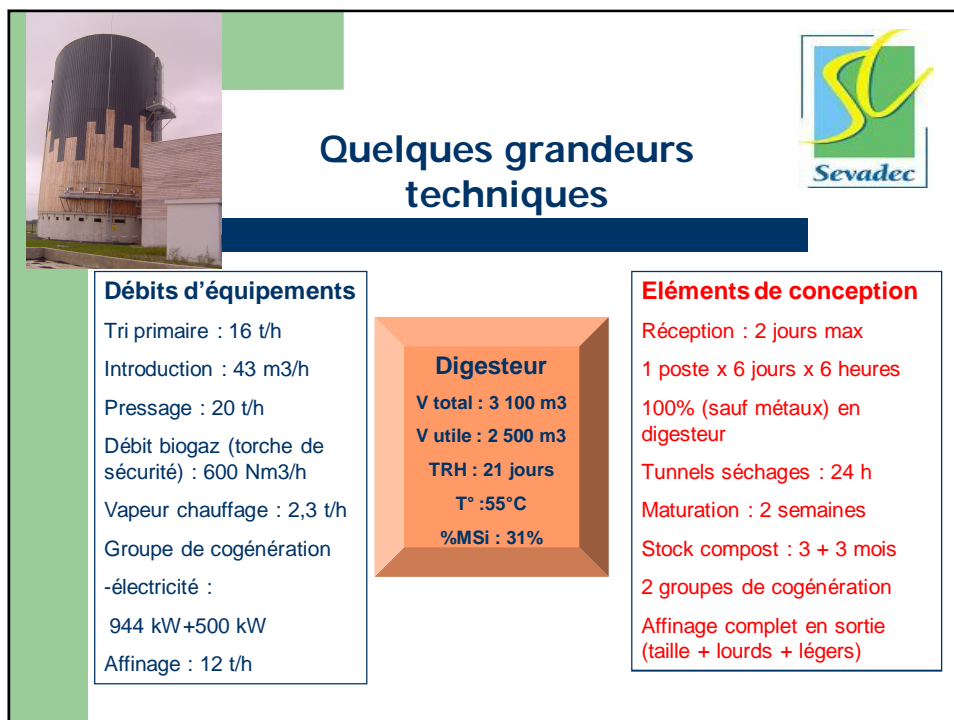 Quelques grandeurs
techniques
Sevadec
Débits d'équipements
Tri primaire : 16 t/h
Introduction : 43 m3/h
Pressage : 20 t/h
Débit biogaz (torche de
sécurité) : 600 Nm3/h
Vapeur chauffage : 2,3 t/h
Groupe de cogénération
-électricité :
944 kW+500 kW
Affinage : 12 t/h
Digesteur
V total : 3 100 m3
V utile : 2 500 m3
TRH : 21 jours
T° :55°C
%MSi : 31%
Eléments de conception
Réception : 2 jours max
1 poste x 6 jours x 6 heures
100% (sauf métaux) en
digesteur
Tunnels séchages : 24 h
Maturation : 2 semaines
Stock compost : 3 + 3 mois
2 groupes de cogénération
Affinage complet en sortie
(taille + lourds + légers)